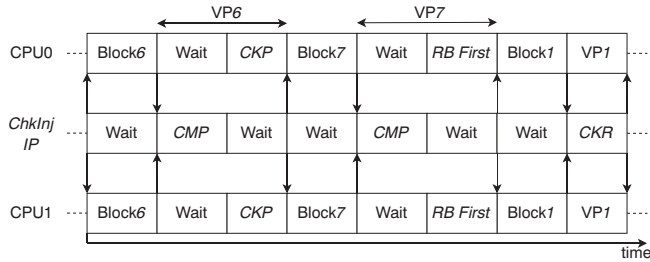 VP6 VP7
CPU0 Block6 Wait CKP Block7 Wait RB First Block1 VP1
ChkInj
IP Wait CMP Wait Wait CMP Wait Wait CKR
CPU1 Block6 Wait CKP Block7 Wait RB First Block1 VP1
time